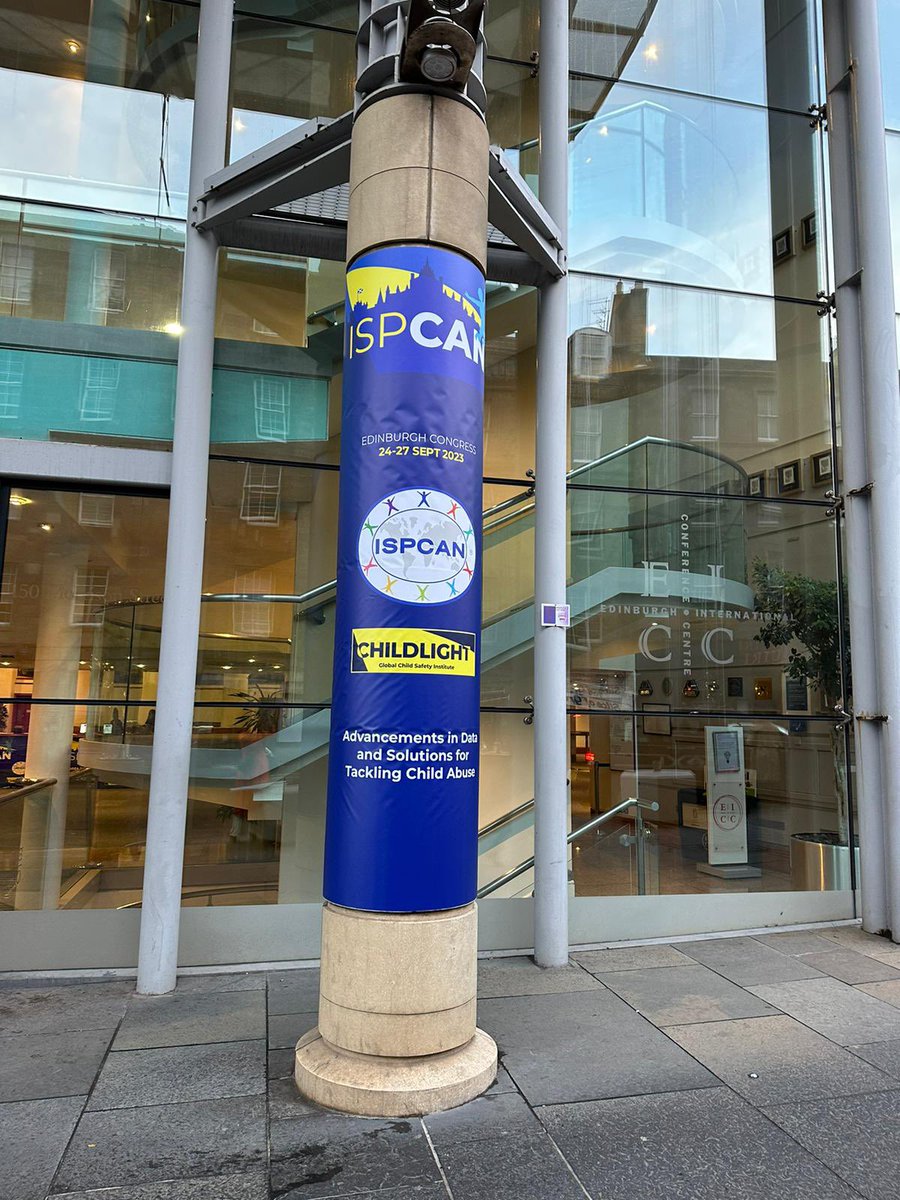 ISPCAN
EDINBURGH CONGRESS
24-27 SEPT 2023
ISPCAN
CHILDLIGHT
Global Child Safety Institute
Advancements in Data
and Solutions for
Tackling Child Abuse
E I
C C
EDINBURGH INTERNATIONAL
CONFERENCE CENTRE
E I
C C
150